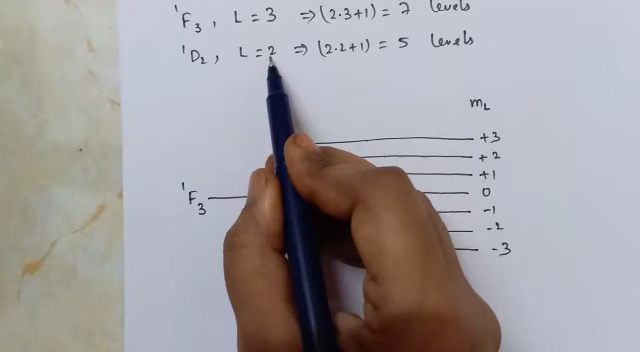 ¹F₃, L = 3 ⇒ (2·3+1) = 7 levels
¹D₂, L = 2 ⇒ (2·2+1) = 5 levels
mL
+3
+2
+1
¹F₃ 0
-1
-2
-3